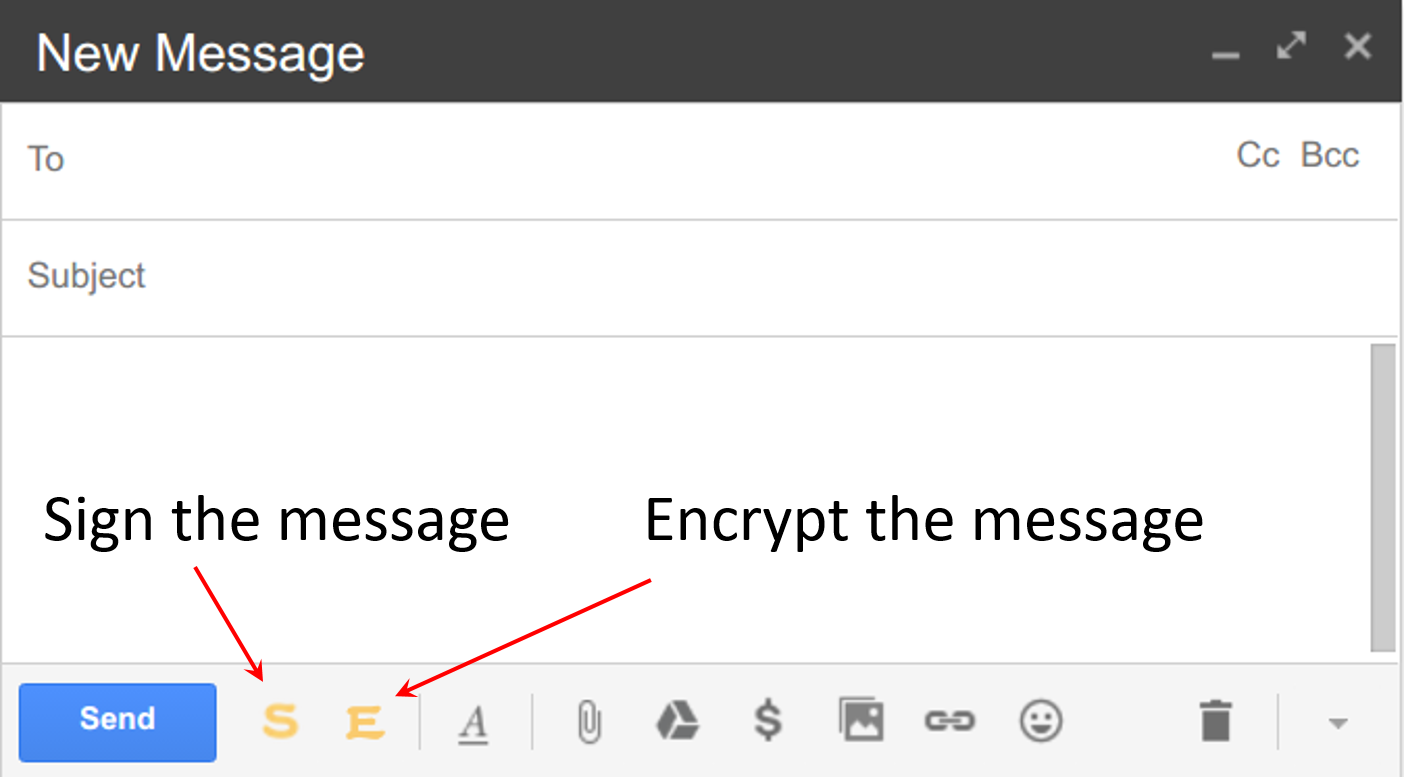 New Message
To Cc Bcc
Subject
Sign the message Encrypt the message
Send S E A $